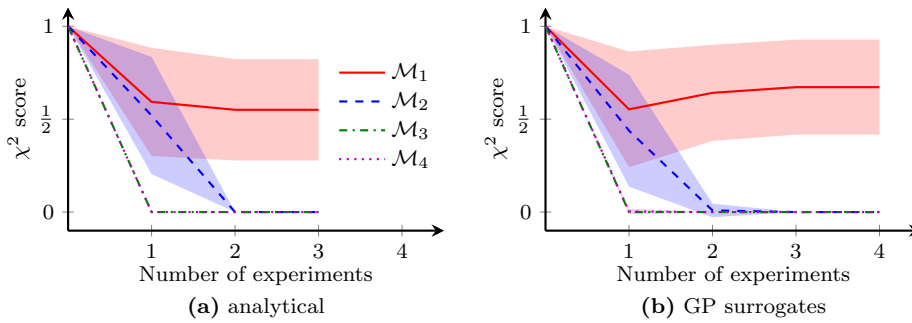 1
1/2
0
χ² score
1 2 3 4
Number of experiments
(a) analytical
M₁
M₂
M₃
M₄
1
1/2
0
χ² score
1 2 3 4
Number of experiments
(b) GP surrogates